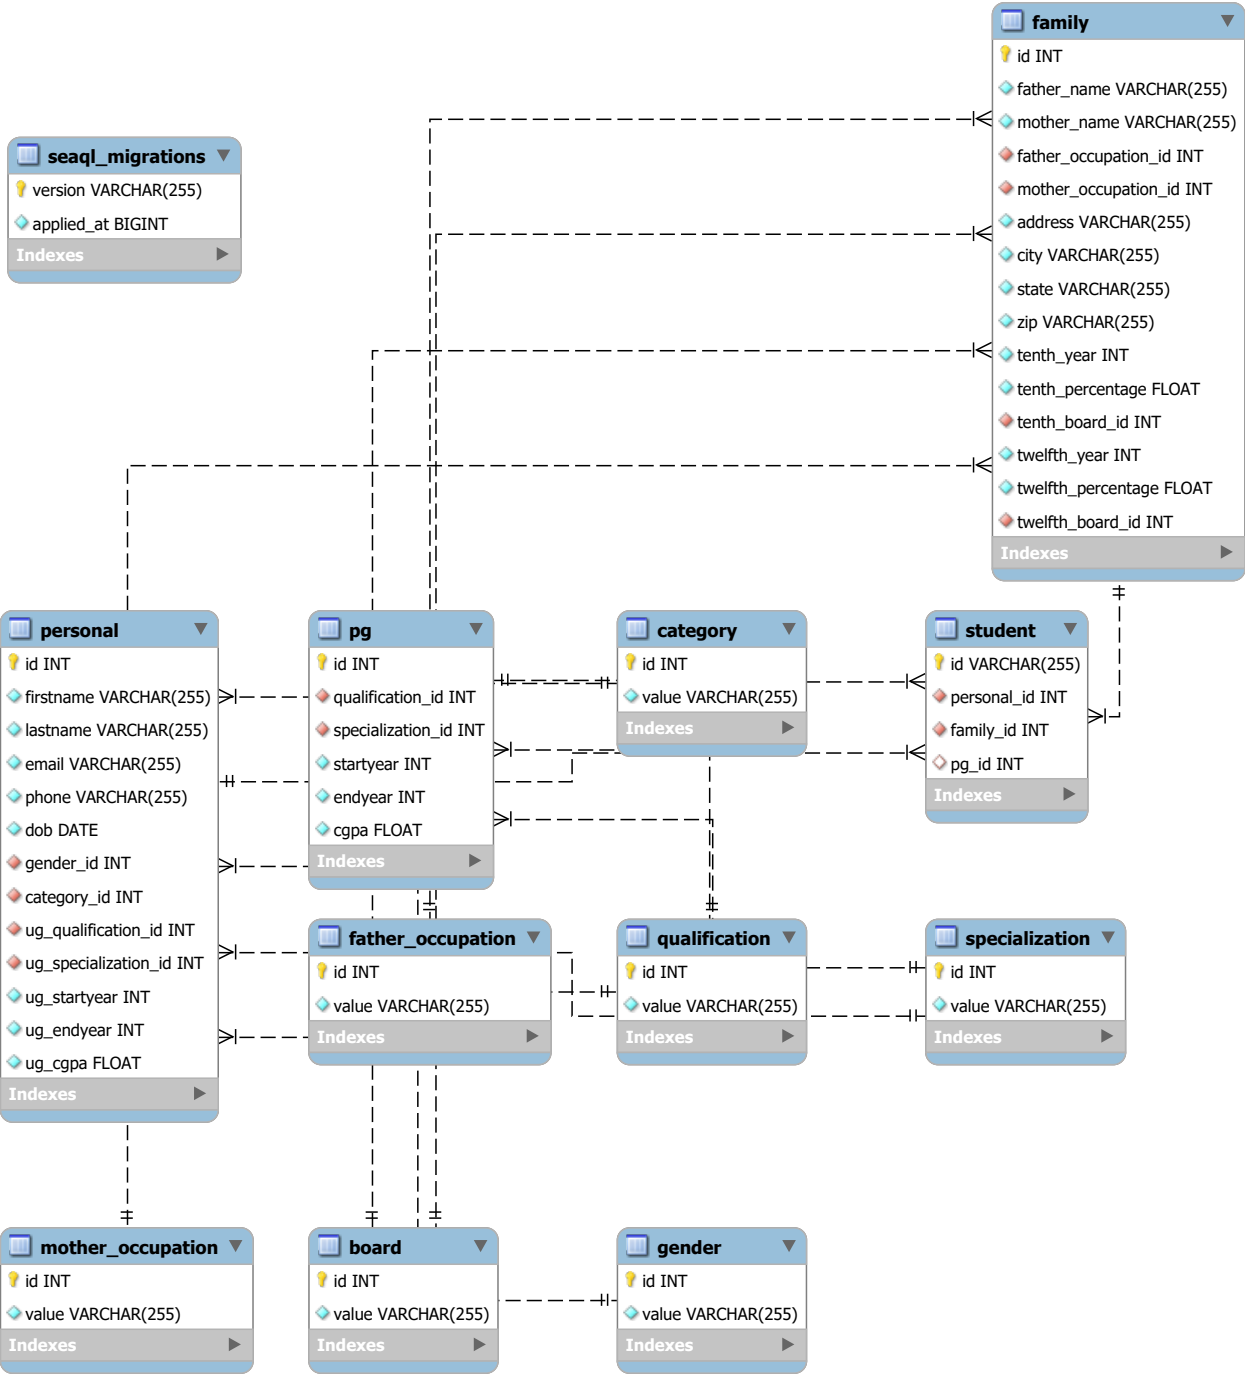 family
id INT
father_name VARCHAR(255)
mother_name VARCHAR(255)
father_occupation_id INT
mother_occupation_id INT
address VARCHAR(255)
city VARCHAR(255)
state VARCHAR(255)
zip VARCHAR(255)
tenth_year INT
tenth_percentage FLOAT
tenth_board_id INT
twelfth_year INT
twelfth_percentage FLOAT
twelfth_board_id INT
Indexes
seaql_migrations
version VARCHAR(255)
applied_at BIGINT
Indexes
personal
id INT
firstname VARCHAR(255)
lastname VARCHAR(255)
email VARCHAR(255)
phone VARCHAR(255)
dob DATE
gender_id INT
category_id INT
ug_qualification_id INT
ug_specialization_id INT
ug_startyear INT
ug_endyear INT
ug_cgpa FLOAT
Indexes
pg
id INT
qualification_id INT
specialization_id INT
startyear INT
endyear INT
cgpa FLOAT
Indexes
category
id INT
value VARCHAR(255)
Indexes
student
id VARCHAR(255)
personal_id INT
family_id INT
pg_id INT
Indexes
father_occupation
id INT
value VARCHAR(255)
Indexes
qualification
id INT
value VARCHAR(255)
Indexes
specialization
id INT
value VARCHAR(255)
Indexes
mother_occupation
id INT
value VARCHAR(255)
Indexes
board
id INT
value VARCHAR(255)
Indexes
gender
id INT
value VARCHAR(255)
Indexes